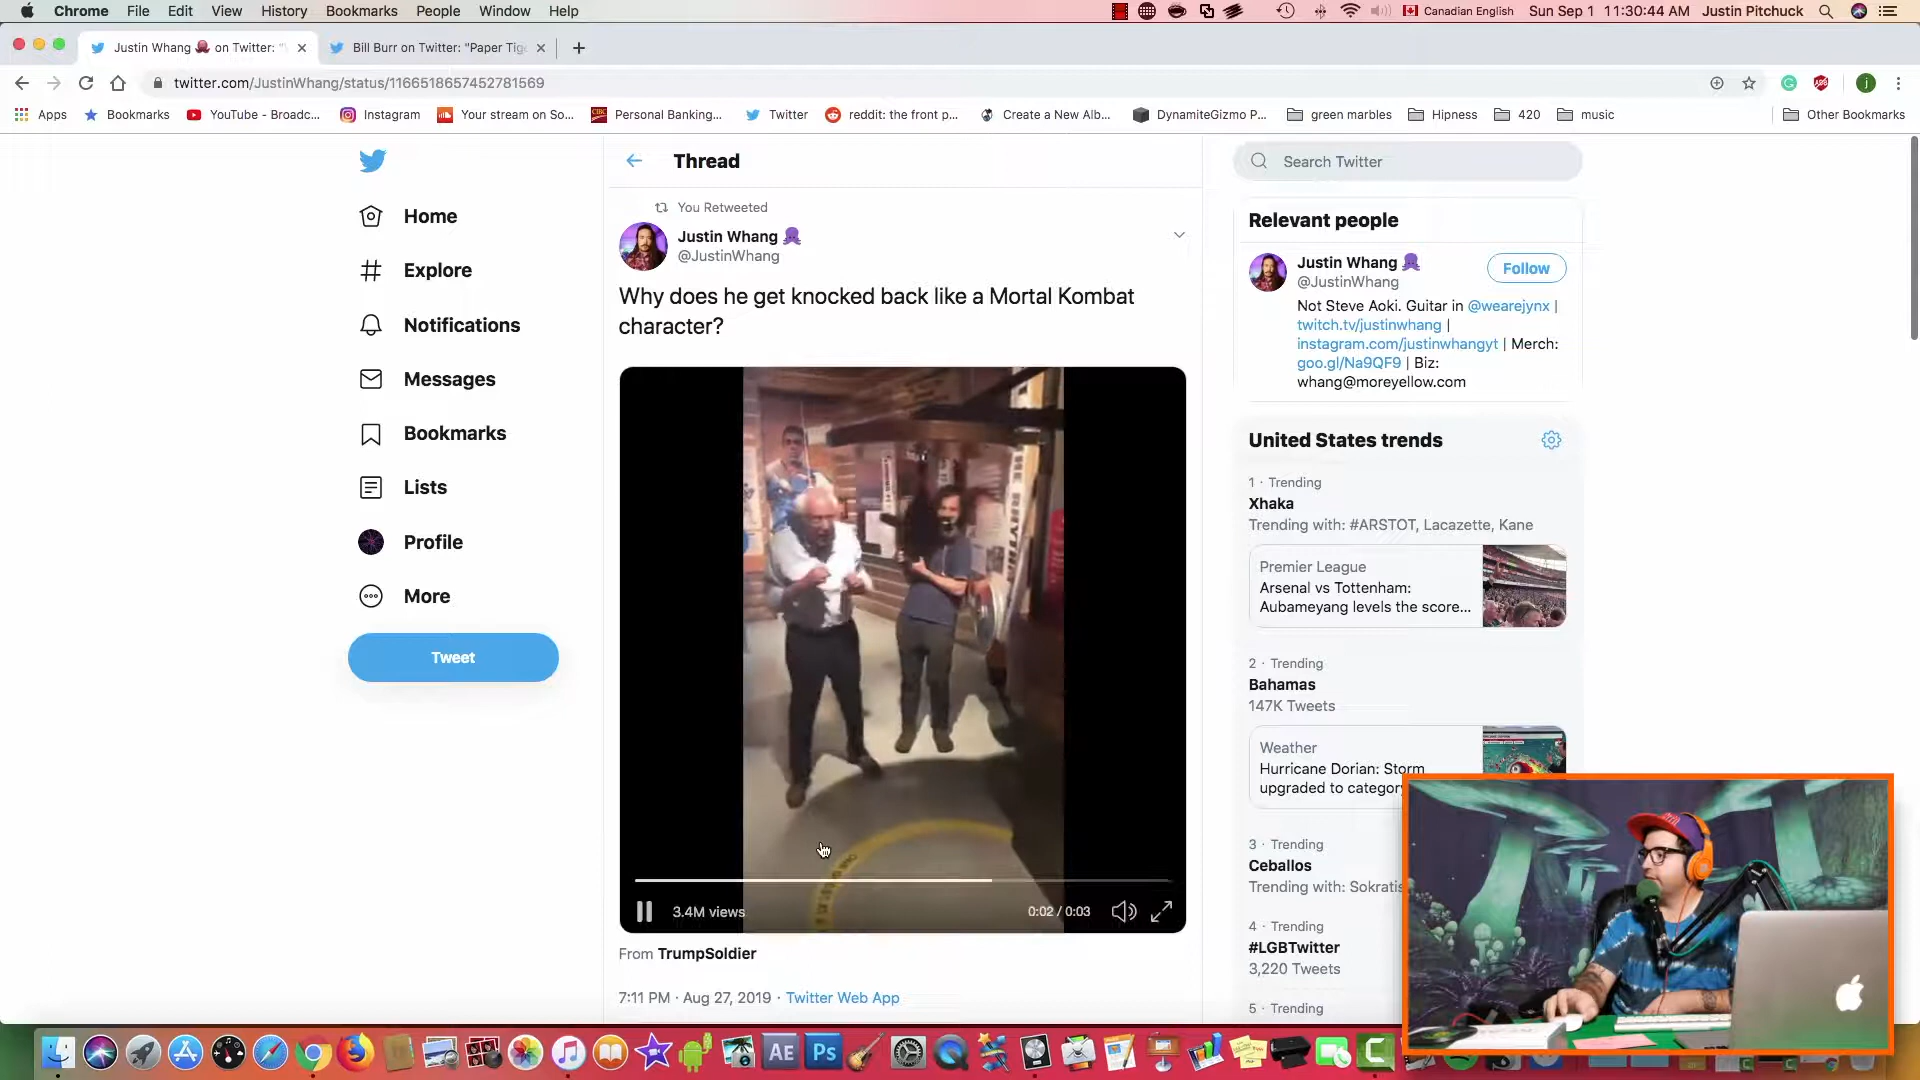 Chrome File Edit View History Bookmarks People Window Help
Canadian English Sun Sep 1 11:30:44 AM Justin Pitchuck
Justin Whang on Twitter: "
Bill Burr on Twitter: "Paper Tig
twitter.com/JustinWhang/status/1166518657452781569
Apps Bookmarks YouTube - Broadc... Instagram Your stream on So... Personal Banking... Twitter reddit: the front p... Create a New Alb... DynamiteGizmo P... green marbles Hipness 420 music Other Bookmarks
Home
Explore
Notifications
Messages
Bookmarks
Lists
Profile
More
Tweet
Thread
You Retweeted
Justin Whang
@JustinWhang
Why does he get knocked back like a Mortal Kombat
character?
3.4M views
0:02 / 0:03
From TrumpSoldier
7:11 PM · Aug 27, 2019 · Twitter Web App
Search Twitter
Relevant people
Justin Whang
@JustinWhang
Follow
Not Steve Aoki. Guitar in @wearejynx |
twitch.tv/justinwhang |
instagram.com/justinwhangyt | Merch:
goo.gl/Na9QF9 | Biz:
whang@moreyellow.com
United States trends
1 · Trending
Xhaka
Trending with: #ARSTOT, Lacazette, Kane
Premier League
Arsenal vs Tottenham:
Aubameyang levels the score...
2 · Trending
Bahamas
147K Tweets
Weather
Hurricane Dorian: Storm
upgraded to category
3 · Trending
Ceballos
Trending with: Sokratis
4 · Trending
#LGBTwitter
3,220 Tweets
5 · Trending
AE
Ps